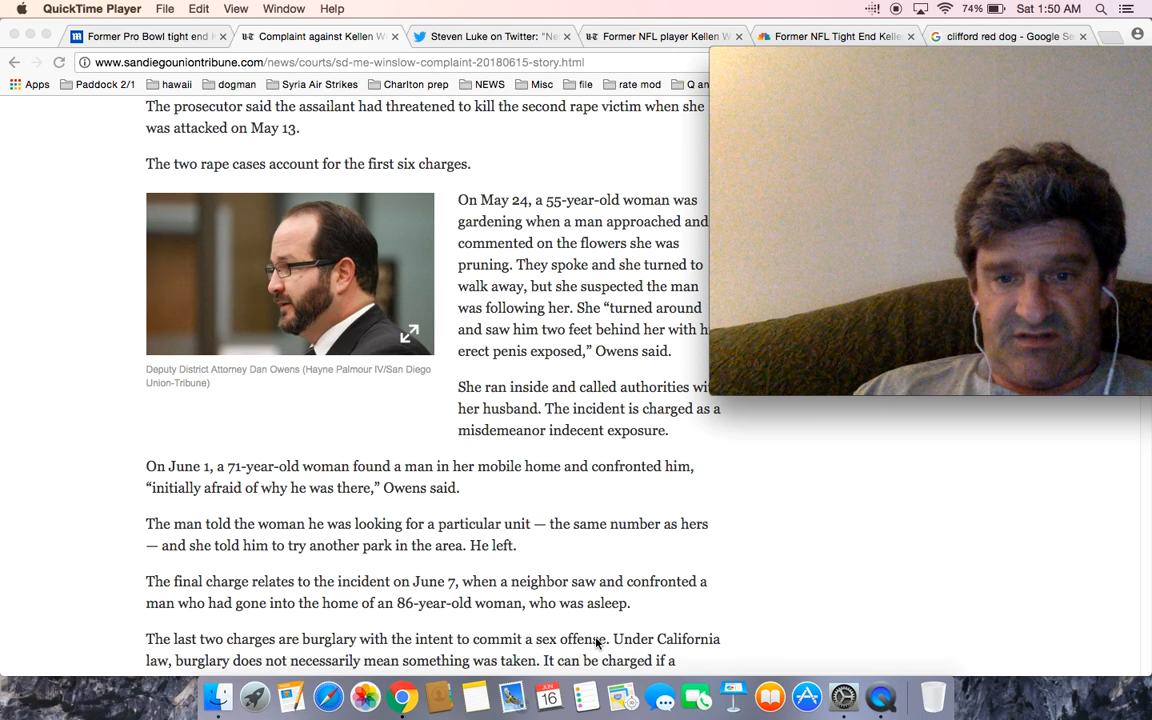 QuickTime Player File Edit View Window Help 74% Sat 1:50 AM
Former Pro Bowl tight end Complaint against Kellen W Steven Luke on Twitter: "Ne Former NFL player Kellen W Former NFL Tight End Kelle clifford red dog - Google Se
www.sandiegouniontribune.com/news/courts/sd-me-winslow-complaint-20180615-story.html
Apps Paddock 2/1 hawaii dogman Syria Air Strikes Charlton prep NEWS Misc file rate mod Q an
The prosecutor said the assailant had threatened to kill the second rape victim when she
was attacked on May 13.
The two rape cases account for the first six charges.
On May 24, a 55-year-old woman was
gardening when a man approached and
commented on the flowers she was
pruning. They spoke and she turned to
walk away, but she suspected the man
was following her. She “turned around
and saw him two feet behind her with h
erect penis exposed,” Owens said.
Deputy District Attorney Dan Owens (Hayne Palmour IV/San Diego
Union-Tribune)
She ran inside and called authorities wi
her husband. The incident is charged as a
misdemeanor indecent exposure.
On June 1, a 71-year-old woman found a man in her mobile home and confronted him,
“initially afraid of why he was there,” Owens said.
The man told the woman he was looking for a particular unit — the same number as hers
— and she told him to try another park in the area. He left.
The final charge relates to the incident on June 7, when a neighbor saw and confronted a
man who had gone into the home of an 86-year-old woman, who was asleep.
The last two charges are burglary with the intent to commit a sex offense. Under California
law, burglary does not necessarily mean something was taken. It can be charged if a
JUN
16